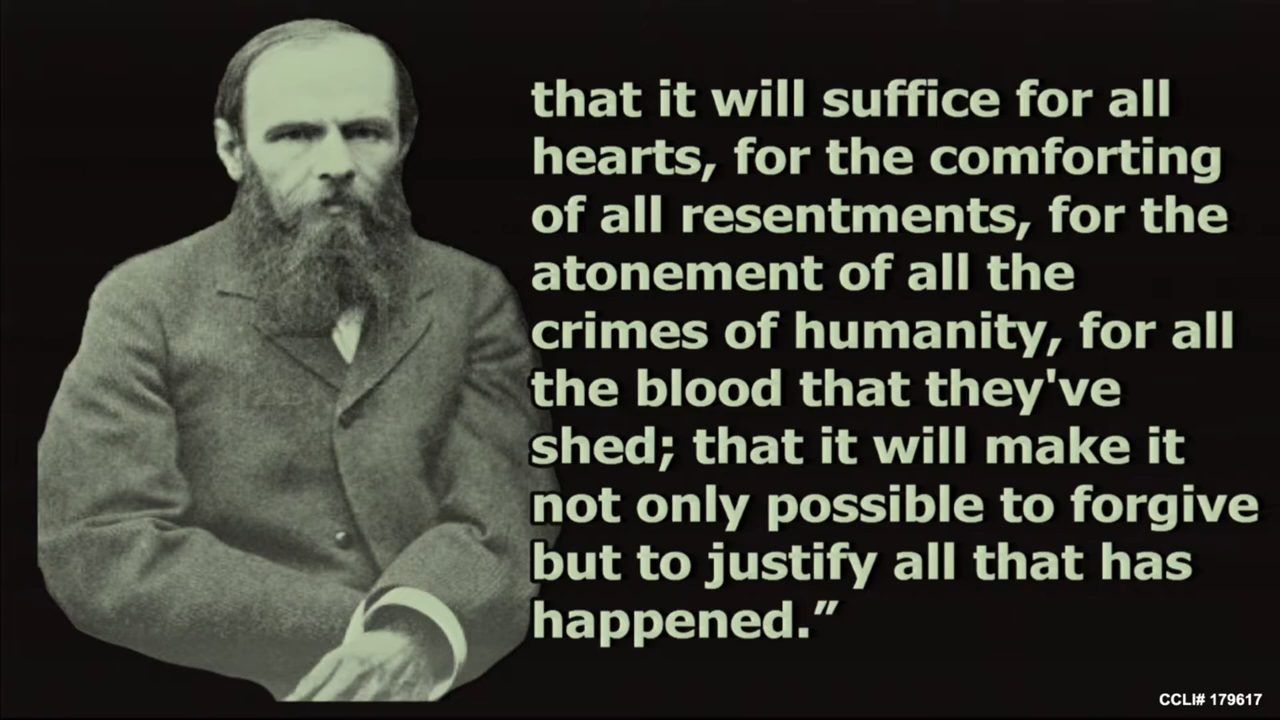 that it will suffice for all
hearts, for the comforting
of all resentments, for the
atonement of all the
crimes of humanity, for all
the blood that they've
shed; that it will make it
not only possible to forgive
but to justify all that has
happened.”
CCLI# 179617